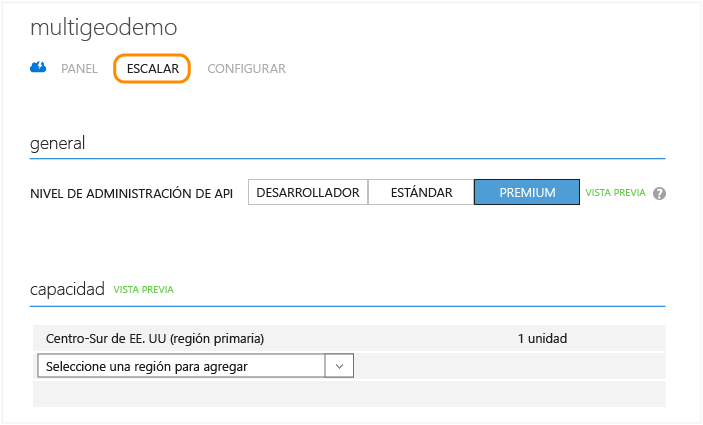 multigeodemo
PANEL ESCALAR CONFIGURAR
general
NIVEL DE ADMINISTRACIÓN DE API DESARROLLADOR ESTÁNDAR PREMIUM VISTA PREVIA ?
capacidad VISTA PREVIA
Centro-Sur de EE. UU (región primaria) 1 unidad
Seleccione una región para agregar